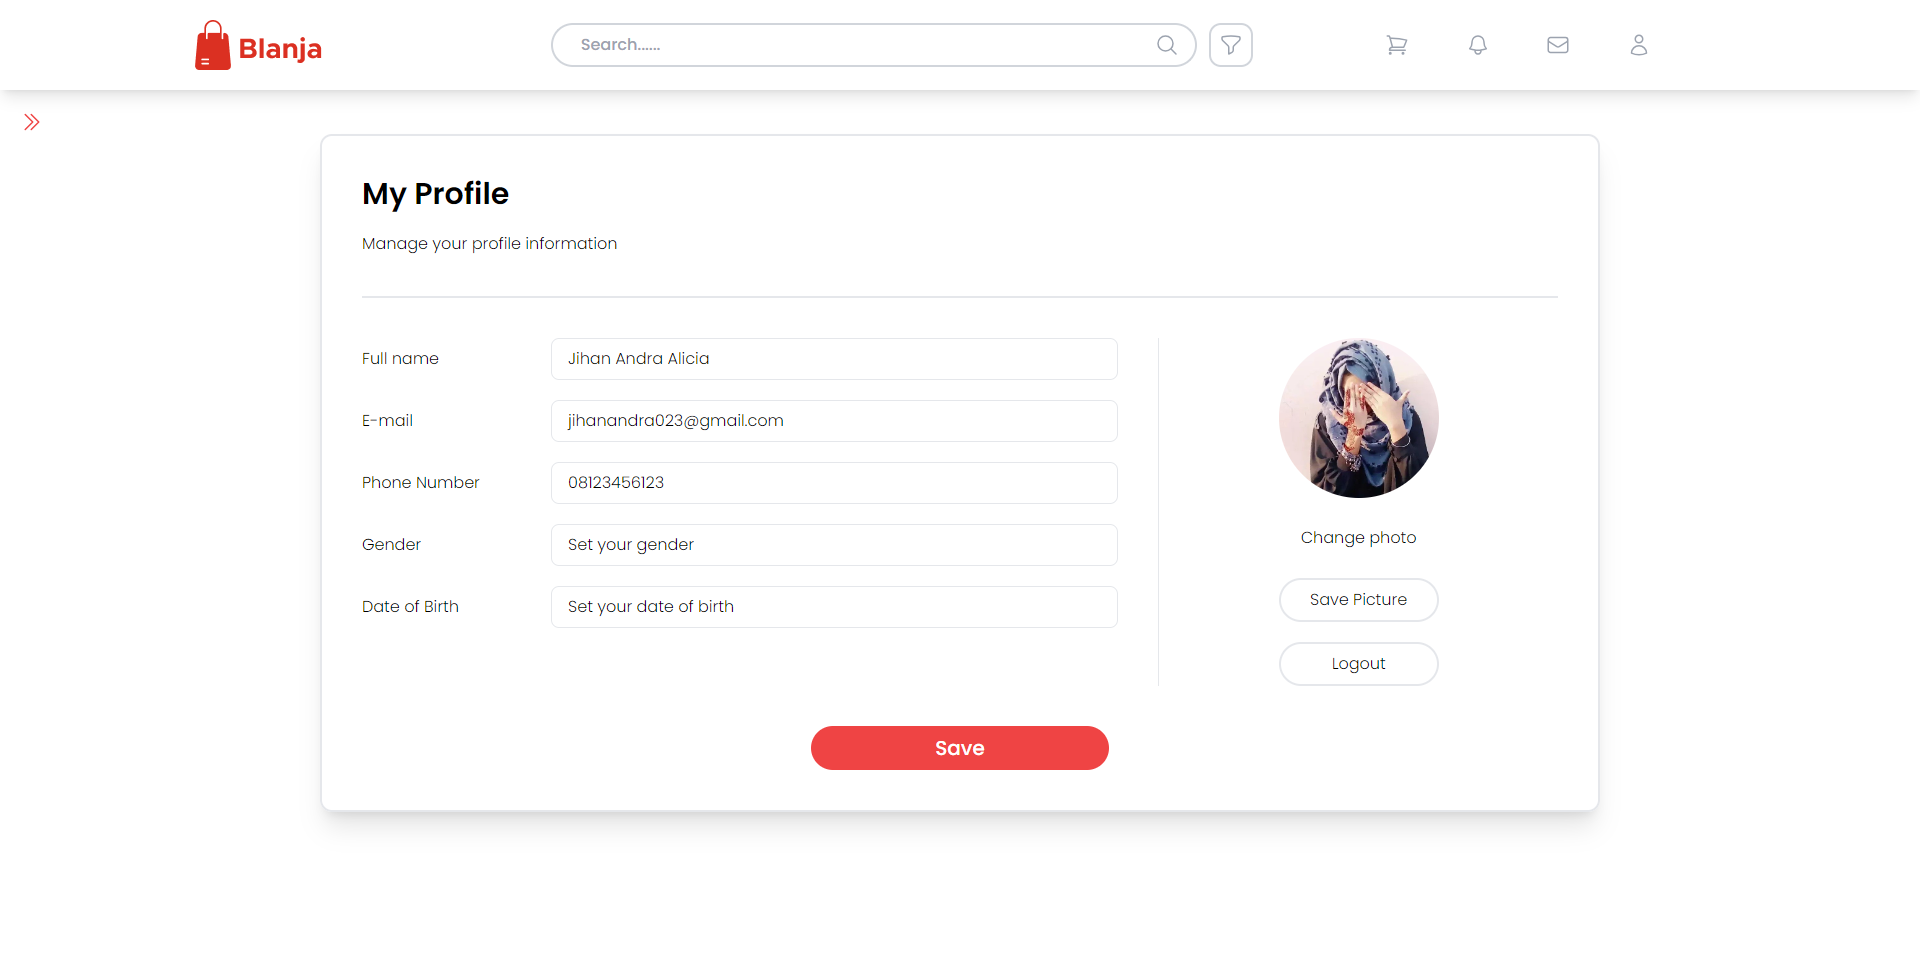 Blanja
Search......
My Profile
Manage your profile information
Full name
Jihan Andra Alicia
E-mail
jihanandra023@gmail.com
Phone Number
08123456123
Gender
Set your gender
Date of Birth
Set your date of birth
Change photo
Save Picture
Logout
Save